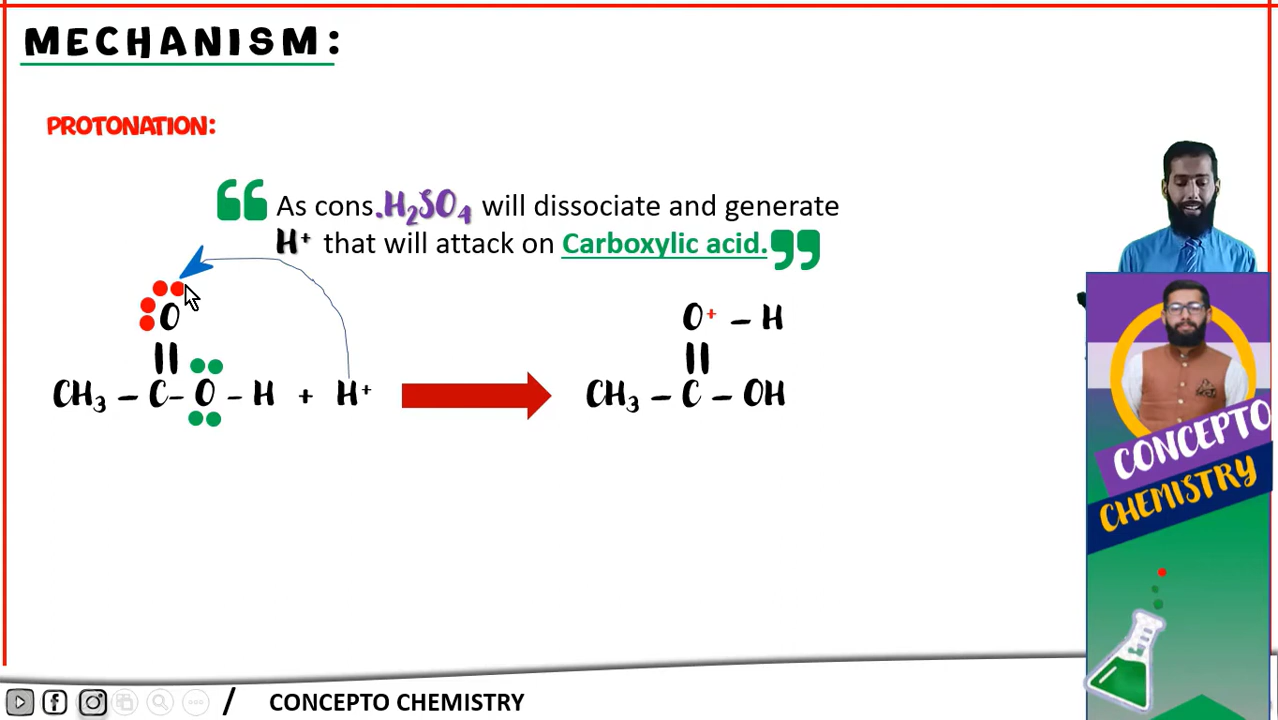 MECHANISM:
PROTONATION:
As cons.H₂SO₄ will dissociate and generate
H⁺ that will attack on Carboxylic acid.
O
||
CH₃ – C – O – H + H⁺
O⁺ – H
||
CH₃ – C – OH
CONCEPTO
CHEMISTRY
/ CONCEPTO CHEMISTRY